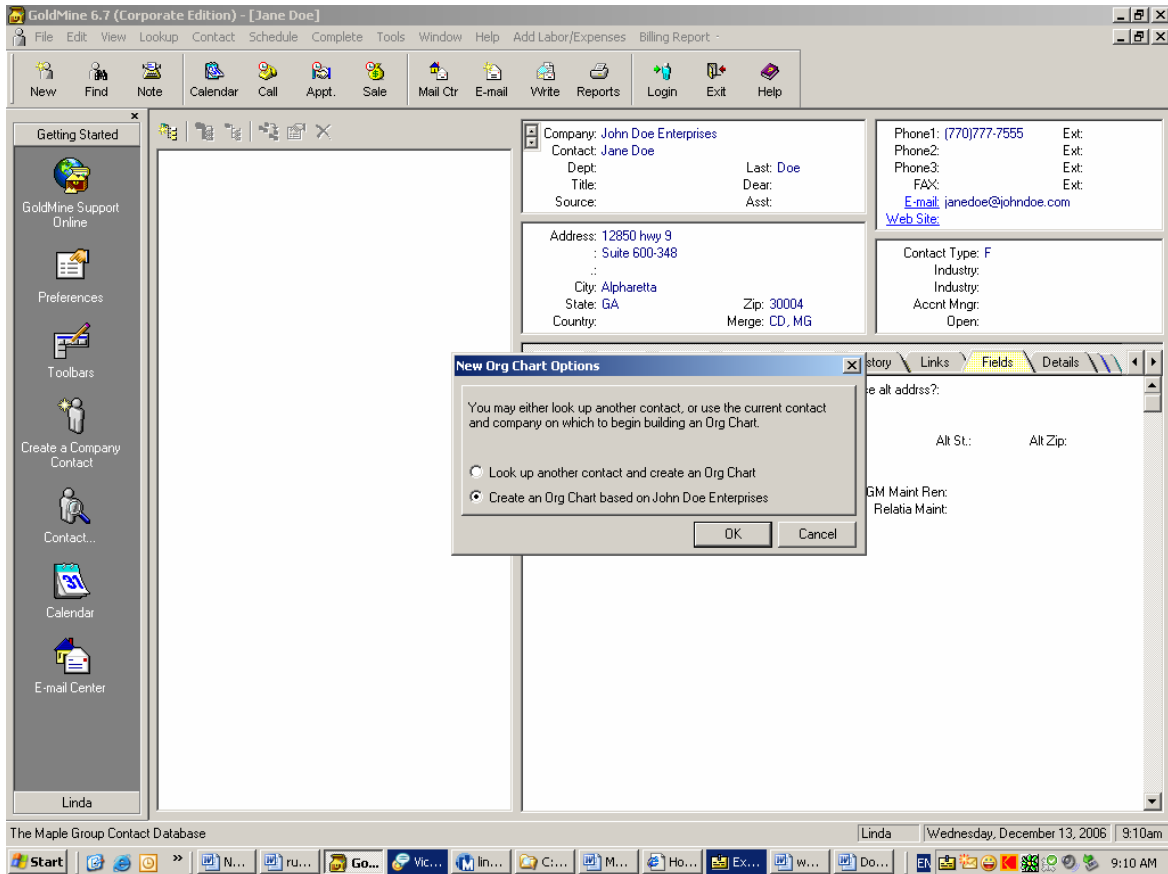 GoldMine 6.7 (Corporate Edition) - [Jane Doe]
File Edit View Lookup Contact Schedule Complete Tools Window Help Add Labor/Expenses Billing Report -
New Find Note Calendar Call Appt. Sale Mail Ctr E-mail Write Reports Login Exit Help
Getting Started
GoldMine Support
Online
Preferences
Toolbars
Create a Company
Contact
Contact...
31
Calendar
E-mail Center
Linda
Company: John Doe Enterprises
Contact: Jane Doe
Dept: Last: Doe
Title: Dear:
Source: Asst:
Phone1: (770)777-7555 Ext:
Phone2: Ext:
Phone3: Ext:
FAX: Ext:
E-mail: janedoe@johndoe.com
Web Site:
Address: 12850 hwy 9
: Suite 600-348
.:
City: Alpharetta
State: GA Zip: 30004
Country: Merge: CD, MG
Contact Type: F
Industry:
Industry:
Accnt Mngr:
Open:
story Links Fields Details
e alt addrss?:
Alt St.: Alt Zip:
GM Maint Ren:
Relatia Maint:
New Org Chart Options
You may either look up another contact, or use the current contact
and company on which to begin building an Org Chart.
Look up another contact and create an Org Chart
Create an Org Chart based on John Doe Enterprises
OK Cancel
The Maple Group Contact Database Linda Wednesday, December 13, 2006 9:10am
Start » N... ru... Go... Vic... lin... C:... M... Ho... Ex... w... Do... EN 9:10 AM